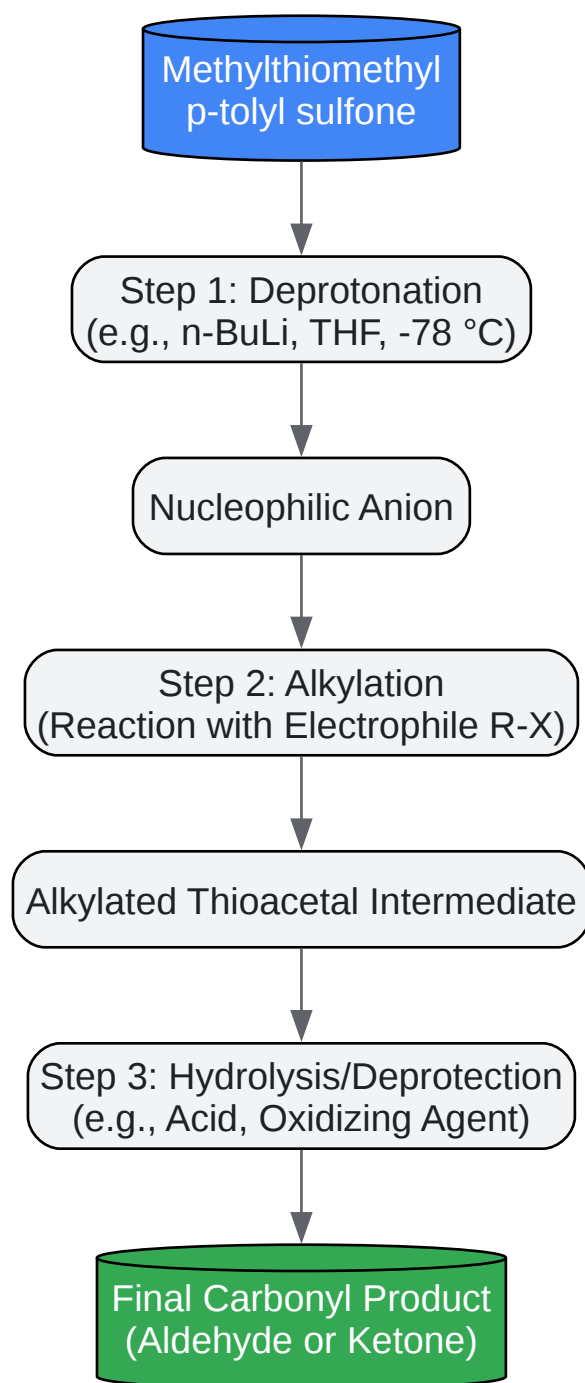 Methylthiomethyl
p-tolyl sulfone
Step 1: Deprotonation
(e.g., n-BuLi, THF, -78 °C)
Nucleophilic Anion
Step 2: Alkylation
(Reaction with Electrophile R-X)
Alkylated Thioacetal Intermediate
Step 3: Hydrolysis/Deprotection
(e.g., Acid, Oxidizing Agent)
Final Carbonyl Product
(Aldehyde or Ketone)